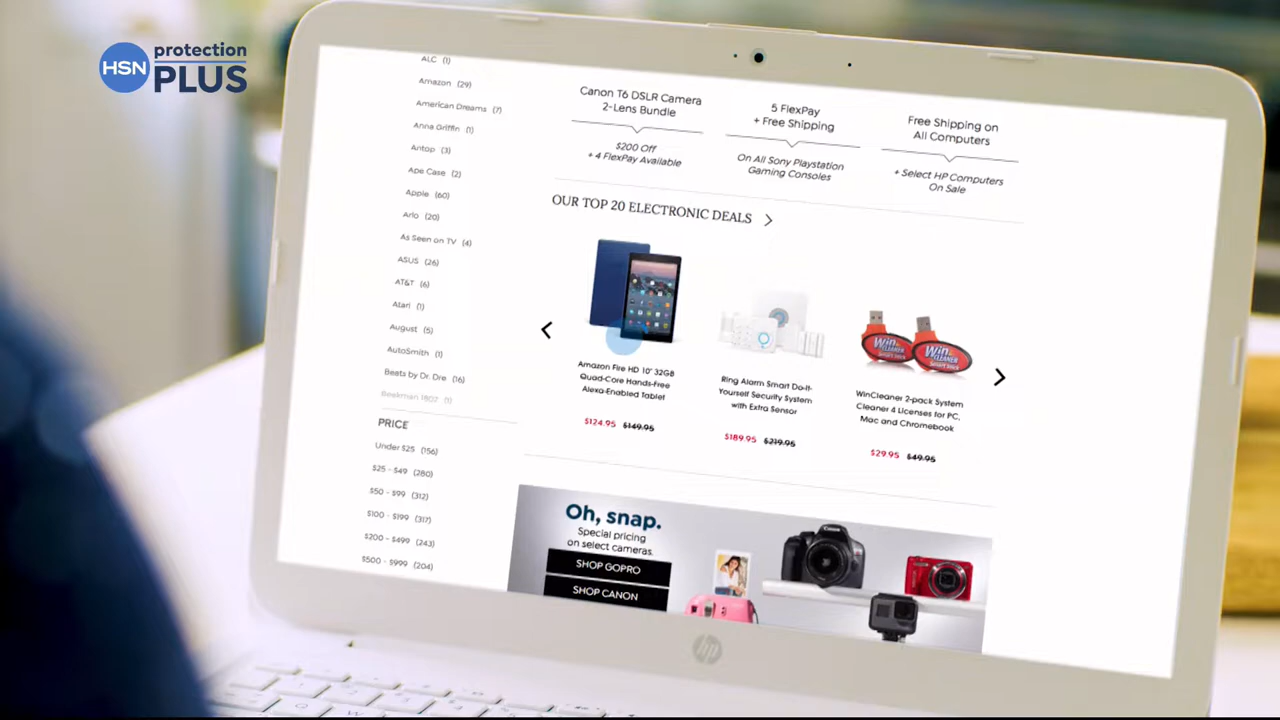 HSN protection
PLUS
ALC (1)
Amazon (29)
American Dreams (7)
Anna Griffin (1)
Antop (3)
Ape Case (2)
Apple (60)
Arlo (20)
As Seen on TV (4)
ASUS (26)
AT&T (6)
Atari (1)
August (5)
AutoSmith (1)
Beats by Dr. Dre (16)
Beekman 1802 (1)
PRICE
Under $25 (156)
$25 - $49 (280)
$50 - $99 (312)
$100 - $199 (317)
$200 - $499 (243)
$500 - $999 (204)
Canon T6 DSLR Camera
2-Lens Bundle
$200 Off
+ 4 FlexPay Available
5 FlexPay
+ Free Shipping
On All Sony Playstation
Gaming Consoles
Free Shipping on
All Computers
+ Select HP Computers
On Sale
OUR TOP 20 ELECTRONIC DEALS
Amazon Fire HD 10" 32GB
Quad-Core Hands-Free
Alexa-Enabled Tablet
$124.95 $149.95
Ring Alarm Smart Do-It-
Yourself Security System
with Extra Sensor
$189.95 $219.95
Win
CLEANER
Win
CLEANER
WinCleaner 2-pack System
Cleaner 4 Licenses for PC,
Mac and Chromebook
$29.95 $49.95
Oh, snap.
Special pricing
on select cameras.
SHOP GOPRO
SHOP CANON
Canon
hp